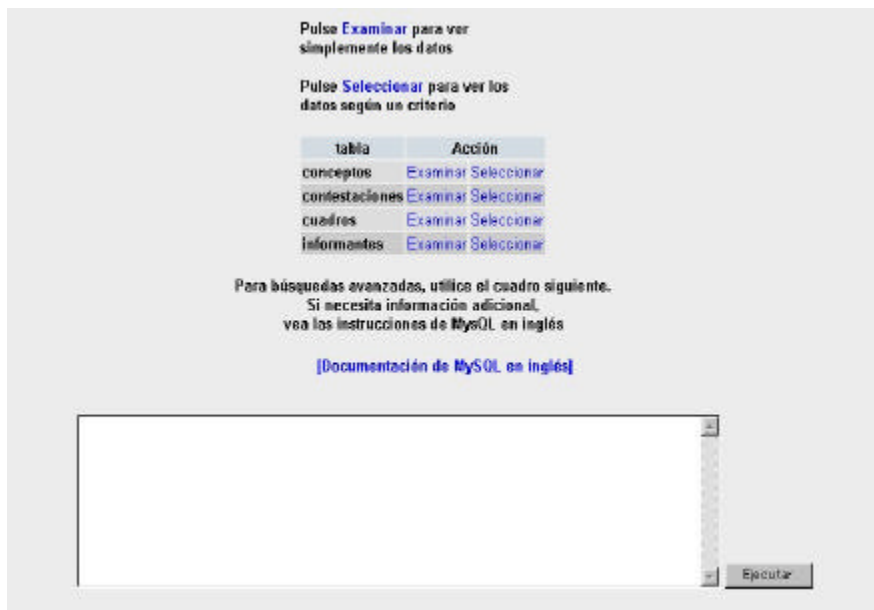 Pulse Examinar para ver
simplemente los datos
Pulse Seleccionar para ver los
datos según un criterio
tabla Acción
conceptos Examinar Seleccionar
contestaciones Examinar Seleccionar
cuadros Examinar Seleccionar
informantes Examinar Seleccionar
Para búsquedas avanzadas, utilice el cuadro siguiente.
Si necesita información adicional,
vea las instrucciones de MysQL en inglés
[Documentación de MySQL en inglés]
Ejecutar